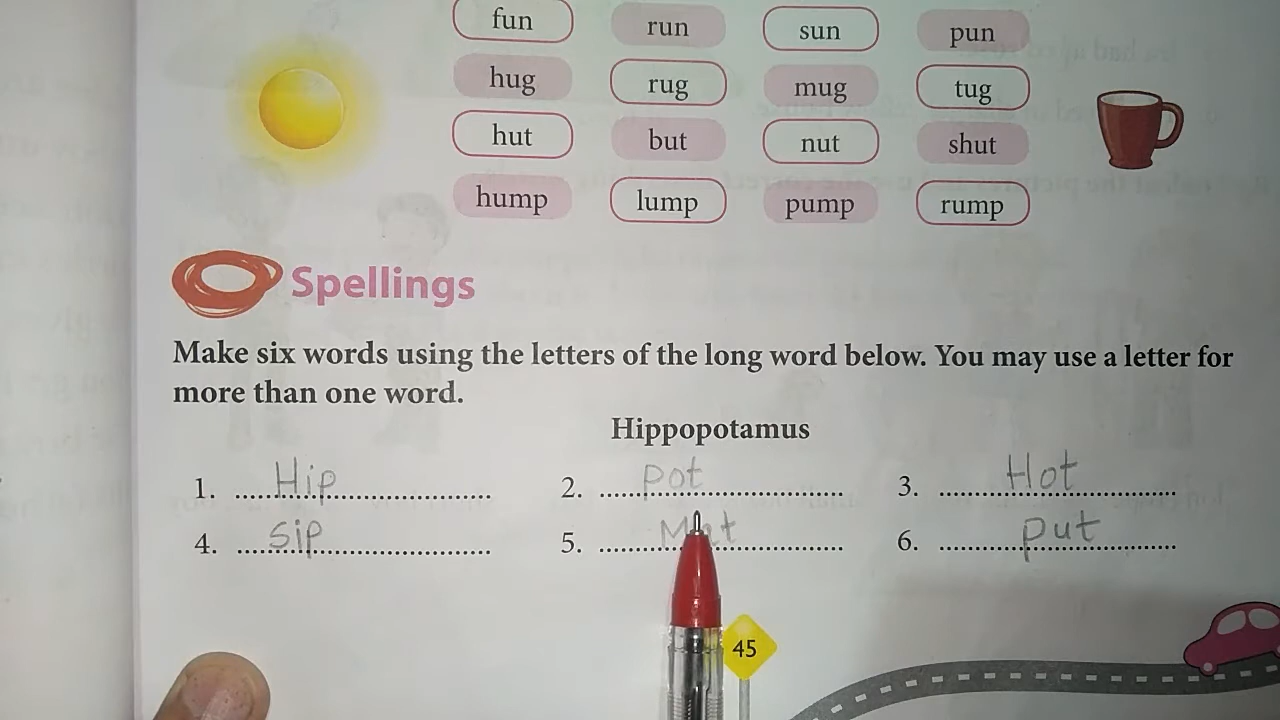 fun run sun pun
hug rug mug tug
hut but nut shut
hump lump pump rump
Spellings
Make six words using the letters of the long word below. You may use a letter for
more than one word.
Hippopotamus
1. Hip 2. pot 3. Hot
4. sip 5. 6. put
45